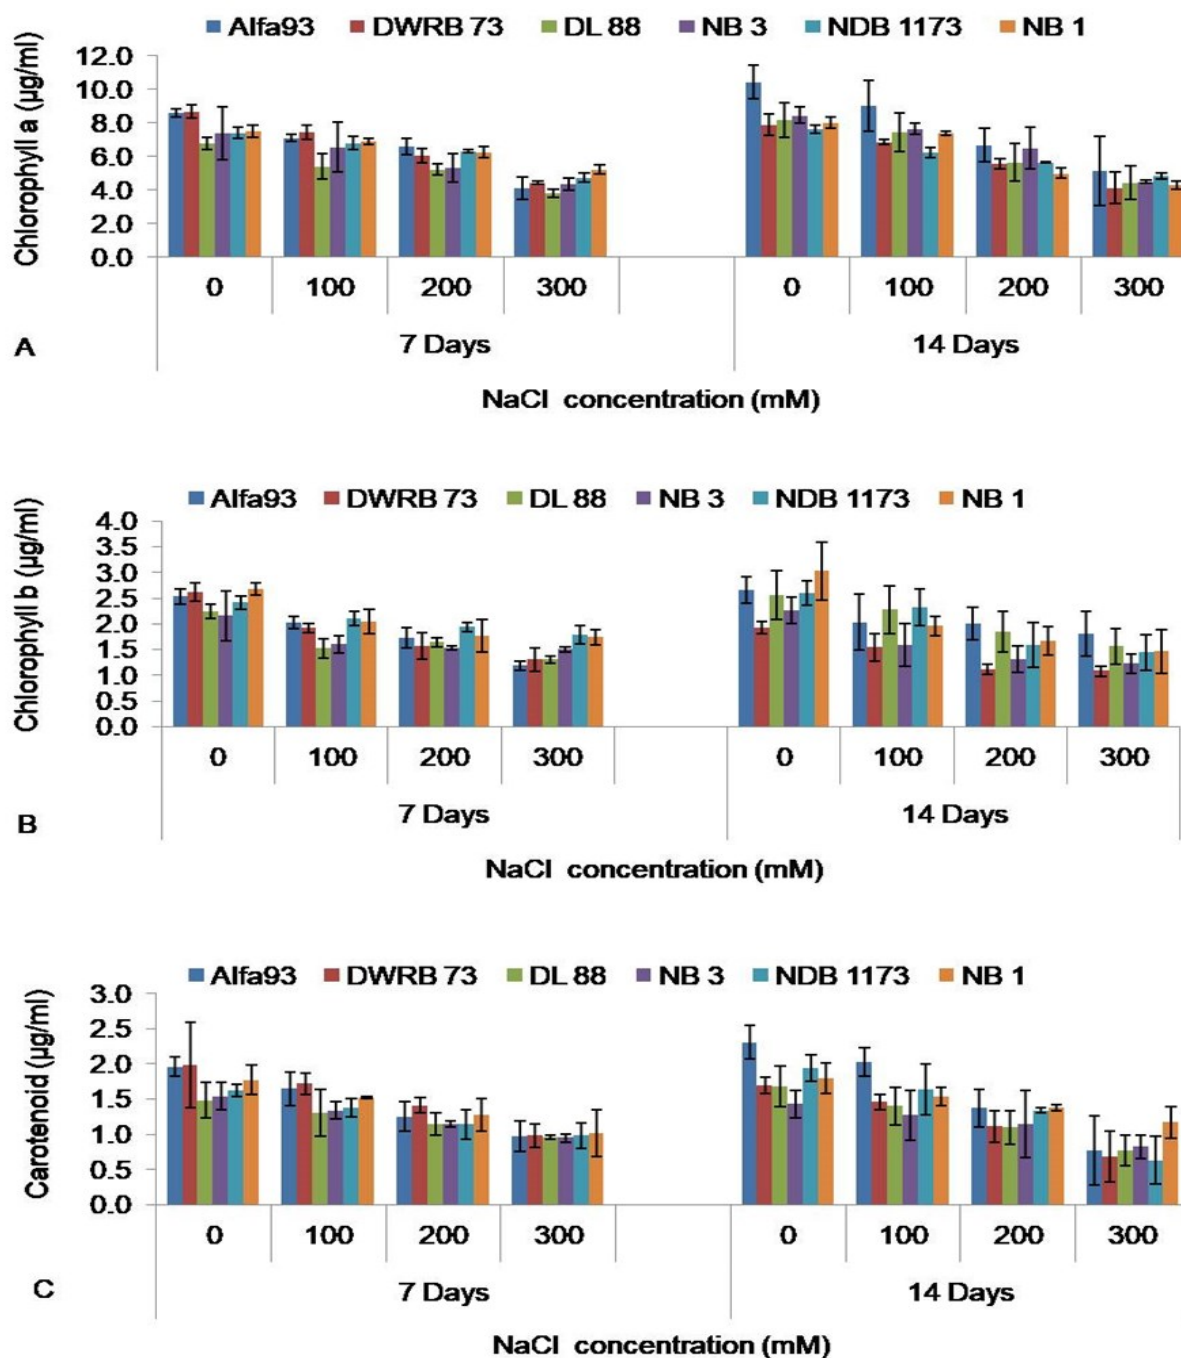 Alfa93 DWRB 73 DL 88 NB 3 NDB 1173 NB 1
Chlorophyll a (µg/ml)
12.0
10.0
8.0
6.0
4.0
2.0
0.0
0 100 200 300 0 100 200 300
7 Days 14 Days
A
NaCl concentration (mM)
Alfa93 DWRB 73 DL 88 NB 3 NDB 1173 NB 1
Chlorophyll b (µg/ml)
4.0
3.5
3.0
2.5
2.0
1.5
1.0
0.5
0.0
0 100 200 300 0 100 200 300
7 Days 14 Days
B
NaCl concentration (mM)
Alfa93 DWRB 73 DL 88 NB 3 NDB 1173 NB 1
Carotenoid (µg/ml)
3.0
2.5
2.0
1.5
1.0
0.5
0.0
0 100 200 300 0 100 200 300
7 Days 14 Days
C
NaCl concentration (mM)